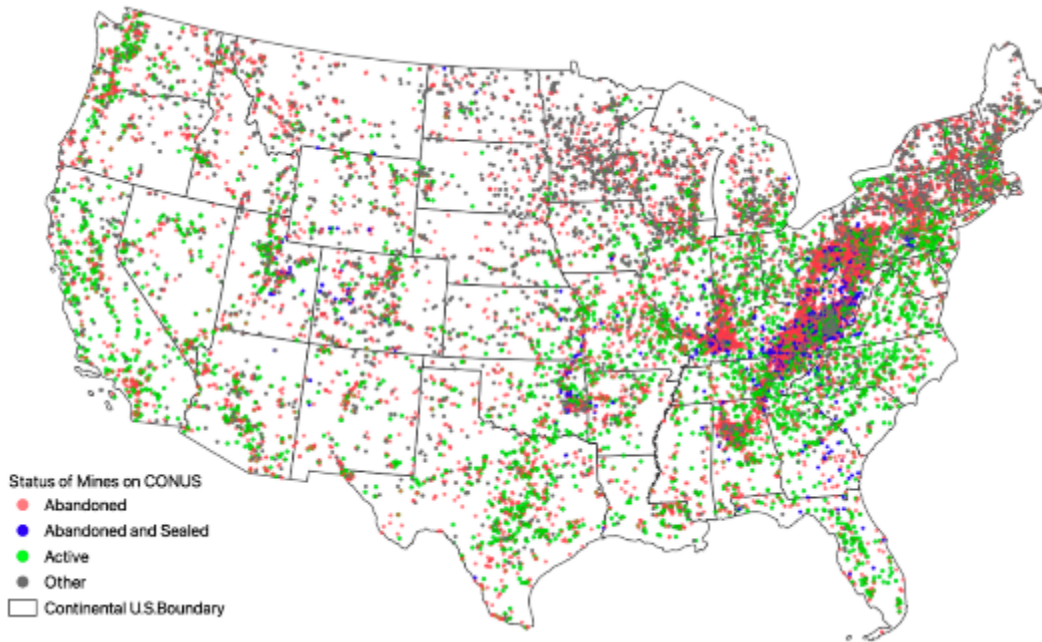 Status of Mines on CONUS
Abandoned
Abandoned and Sealed
Active
Other
Continental U.S.Boundary